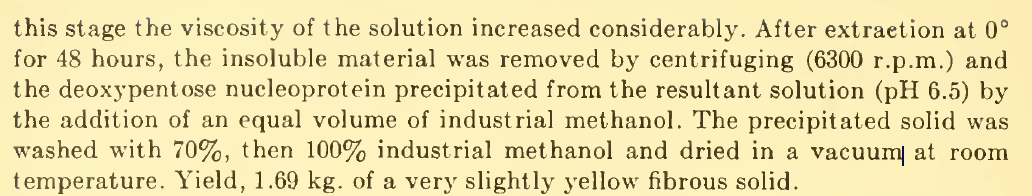 this stage the viscosity of the solution increased considerably. After extraction at 0°
for 48 hours, the insoluble material was removed by centrifuging (6300 r.p.m.) and
the deoxypentose nucleoprotein precipitated from the resultant solution (pH 6.5) by
the addition of an equal volume of industrial methanol. The precipitated solid was
washed with 70%, then 100% industrial methanol and dried in a vacuum at room
temperature. Yield, 1.69 kg. of a very slightly yellow fibrous solid.